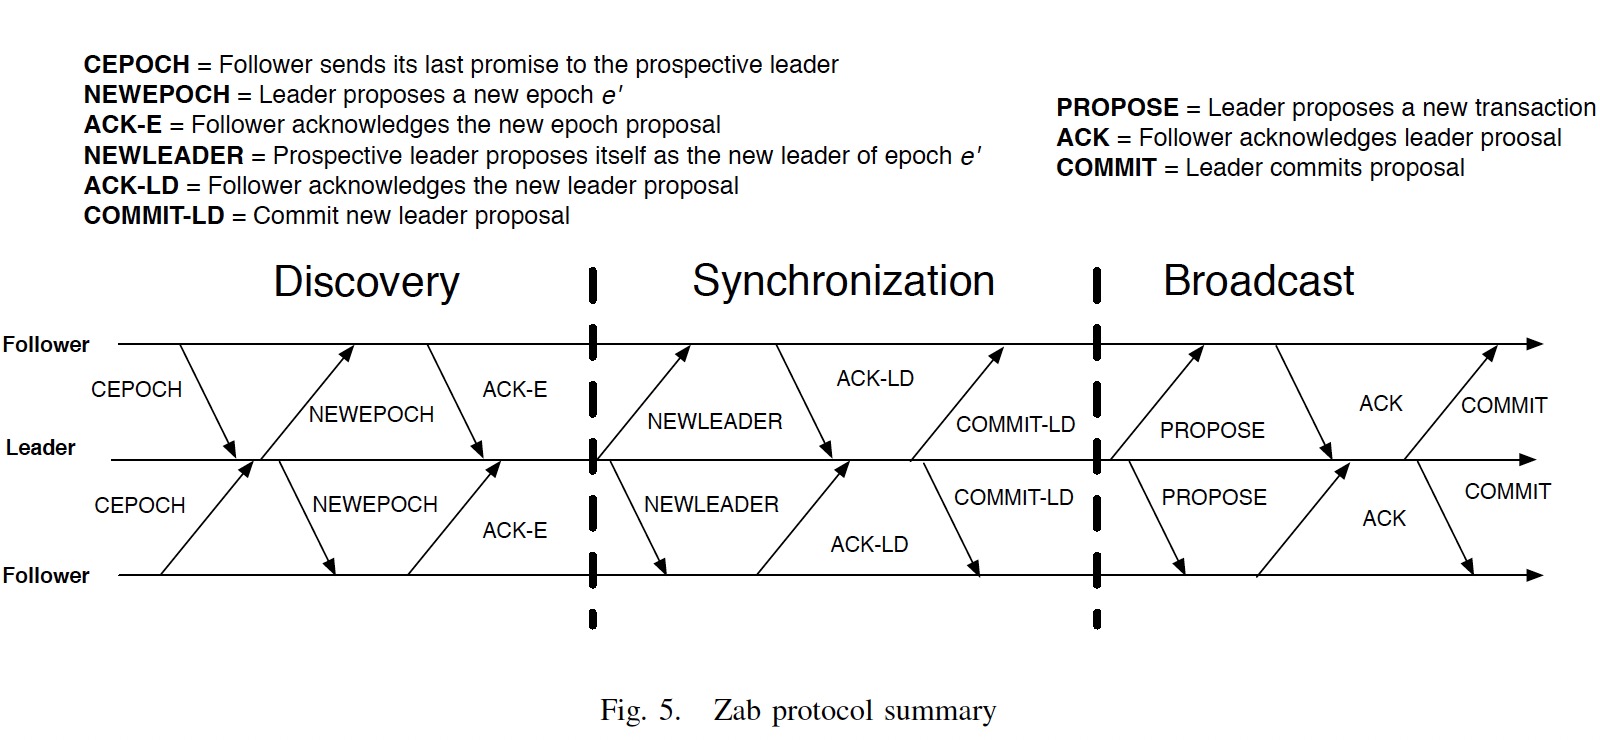 CEPOCH = Follower sends its last promise to the prospective leader
NEWEPOCH = Leader proposes a new epoch e'
ACK-E = Follower acknowledges the new epoch proposal
NEWLEADER = Prospective leader proposes itself as the new leader of epoch e'
ACK-LD = Follower acknowledges the new leader proposal
COMMIT-LD = Commit new leader proposal
PROPOSE = Leader proposes a new transaction
ACK = Follower acknowledges leader proosal
COMMIT = Leader commits proposal
Discovery
Synchronization
Broadcast
Follower
CEPOCH
NEWEPOCH
ACK-E
NEWLEADER
ACK-LD
COMMIT-LD
PROPOSE
ACK
COMMIT
Leader
CEPOCH
NEWEPOCH
ACK-E
NEWLEADER
ACK-LD
COMMIT-LD
PROPOSE
ACK
COMMIT
Follower
Fig. 5. Zab protocol summary